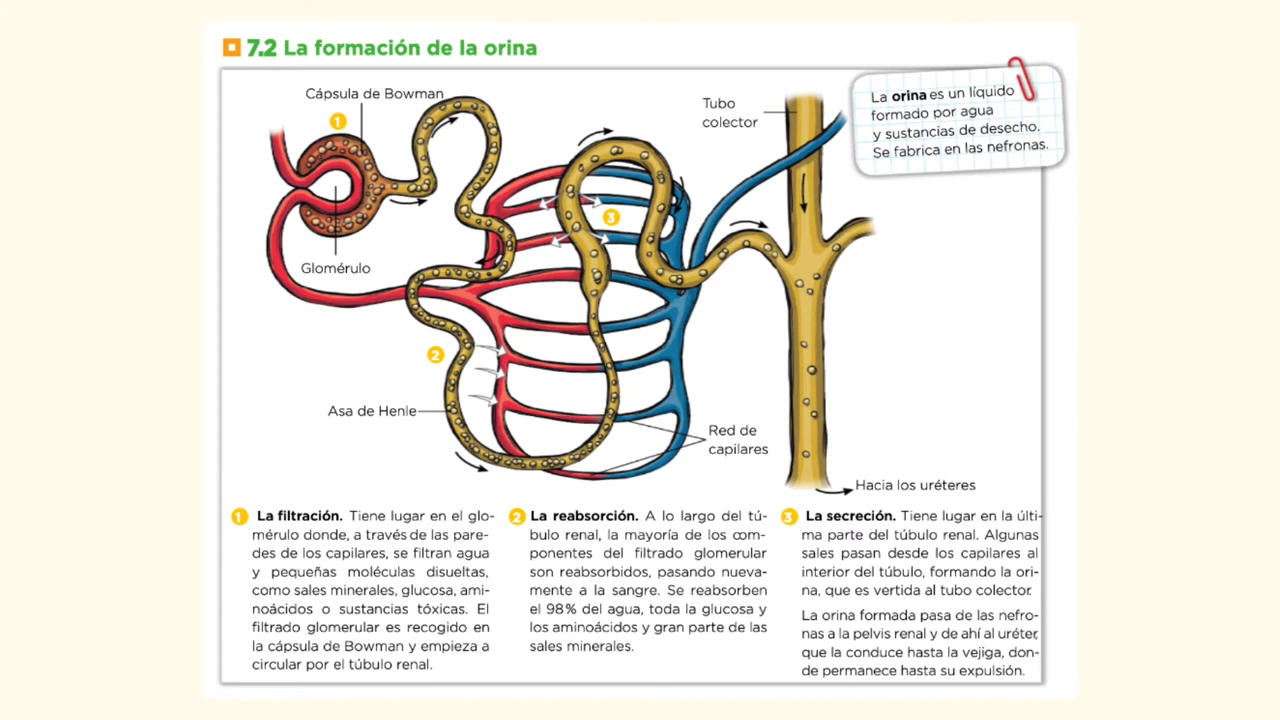 7.2 La formación de la orina
Cápsula de Bowman
1
Glomérulo
Tubo
colector
La orina es un líquido
formado por agua
y sustancias de desecho.
Se fabrica en las nefronas.
3
2
Asa de Henle
Red de
capilares
Hacia los uréteres
1 La filtración. Tiene lugar en el glo-
mérulo donde, a través de las pare-
des de los capilares, se filtran agua
y pequeñas moléculas disueltas,
como sales minerales, glucosa, ami-
noácidos o sustancias tóxicas. El
filtrado glomerular es recogido en
la cápsula de Bowman y empieza a
circular por el túbulo renal.
2 La reabsorción. A lo largo del tú-
bulo renal, la mayoría de los com-
ponentes del filtrado glomerular
son reabsorbidos, pasando nueva-
mente a la sangre. Se reabsorben
el 98% del agua, toda la glucosa y
los aminoácidos y gran parte de las
sales minerales.
3 La secreción. Tiene lugar en la últi-
ma parte del túbulo renal. Algunas
sales pasan desde los capilares al
interior del túbulo, formando la ori-
na, que es vertida al tubo colector.
La orina formada pasa de las nefro-
nas a la pelvis renal y de ahí al uréter,
que la conduce hasta la vejiga, don-
de permanece hasta su expulsión.